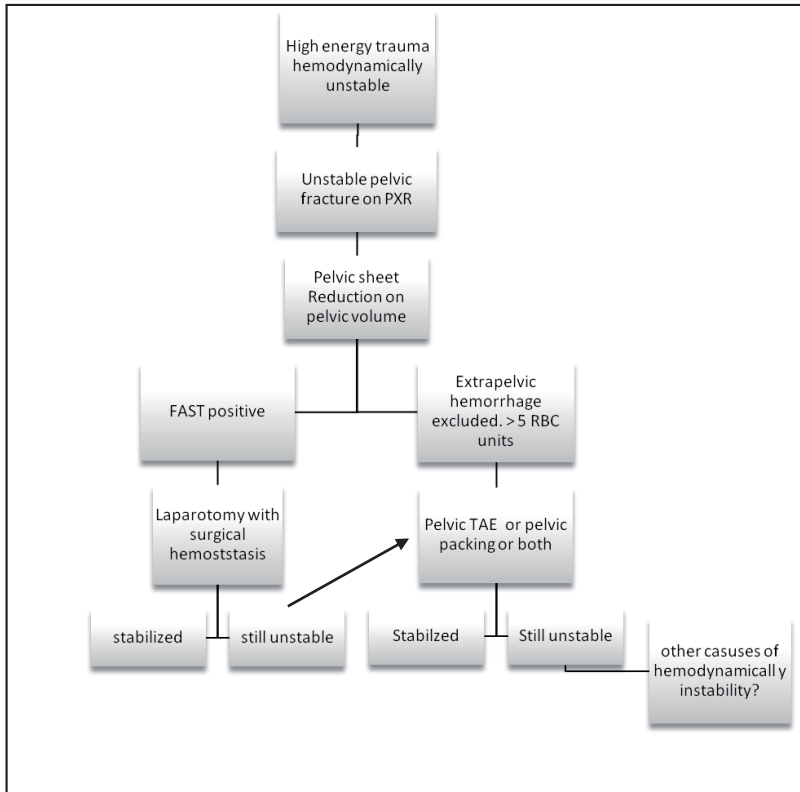 High energy trauma
hemodynamically
unstable
Unstable pelvic
fracture on PXR
Pelvic sheet
Reduction on
pelvic volume
FAST positive
Extrapelvic
hemorrhage
excluded. > 5 RBC
units
Laparotomy with
surgical
hemoststasis
Pelvic TAE or pelvic
packing or both
stabilized
still unstable
Stabilzed
Still unstable
other casuses of
hemodynamically
instability?